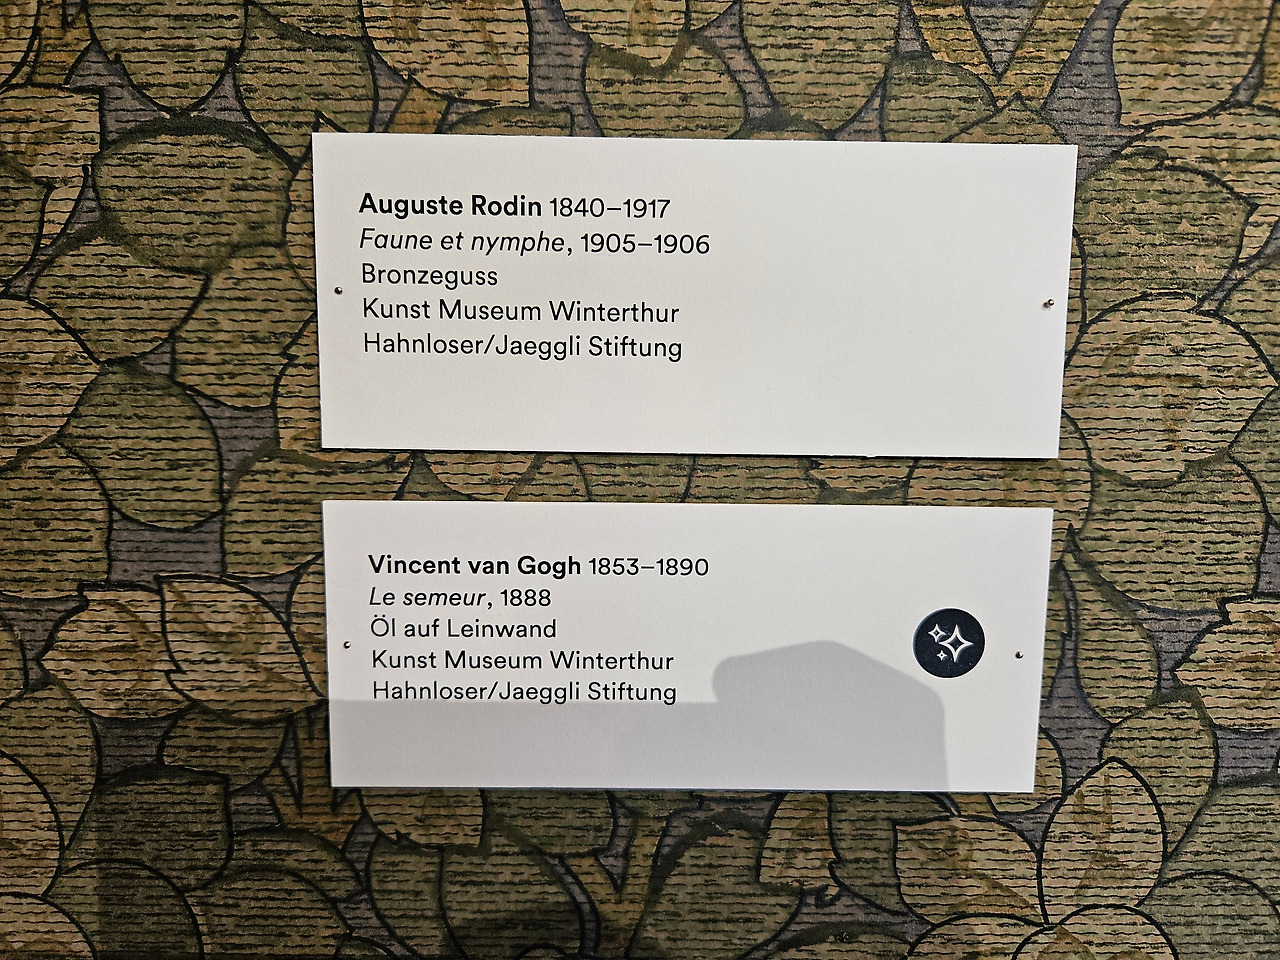 Auguste Rodin 1840–1917
Faune et nymphe, 1905–1906
Bronzeguss
Kunst Museum Winterthur
Hahnloser/Jaeggli Stiftung
Vincent van Gogh 1853–1890
Le semeur, 1888
Öl auf Leinwand
Kunst Museum Winterthur
Hahnloser/Jaeggli Stiftung